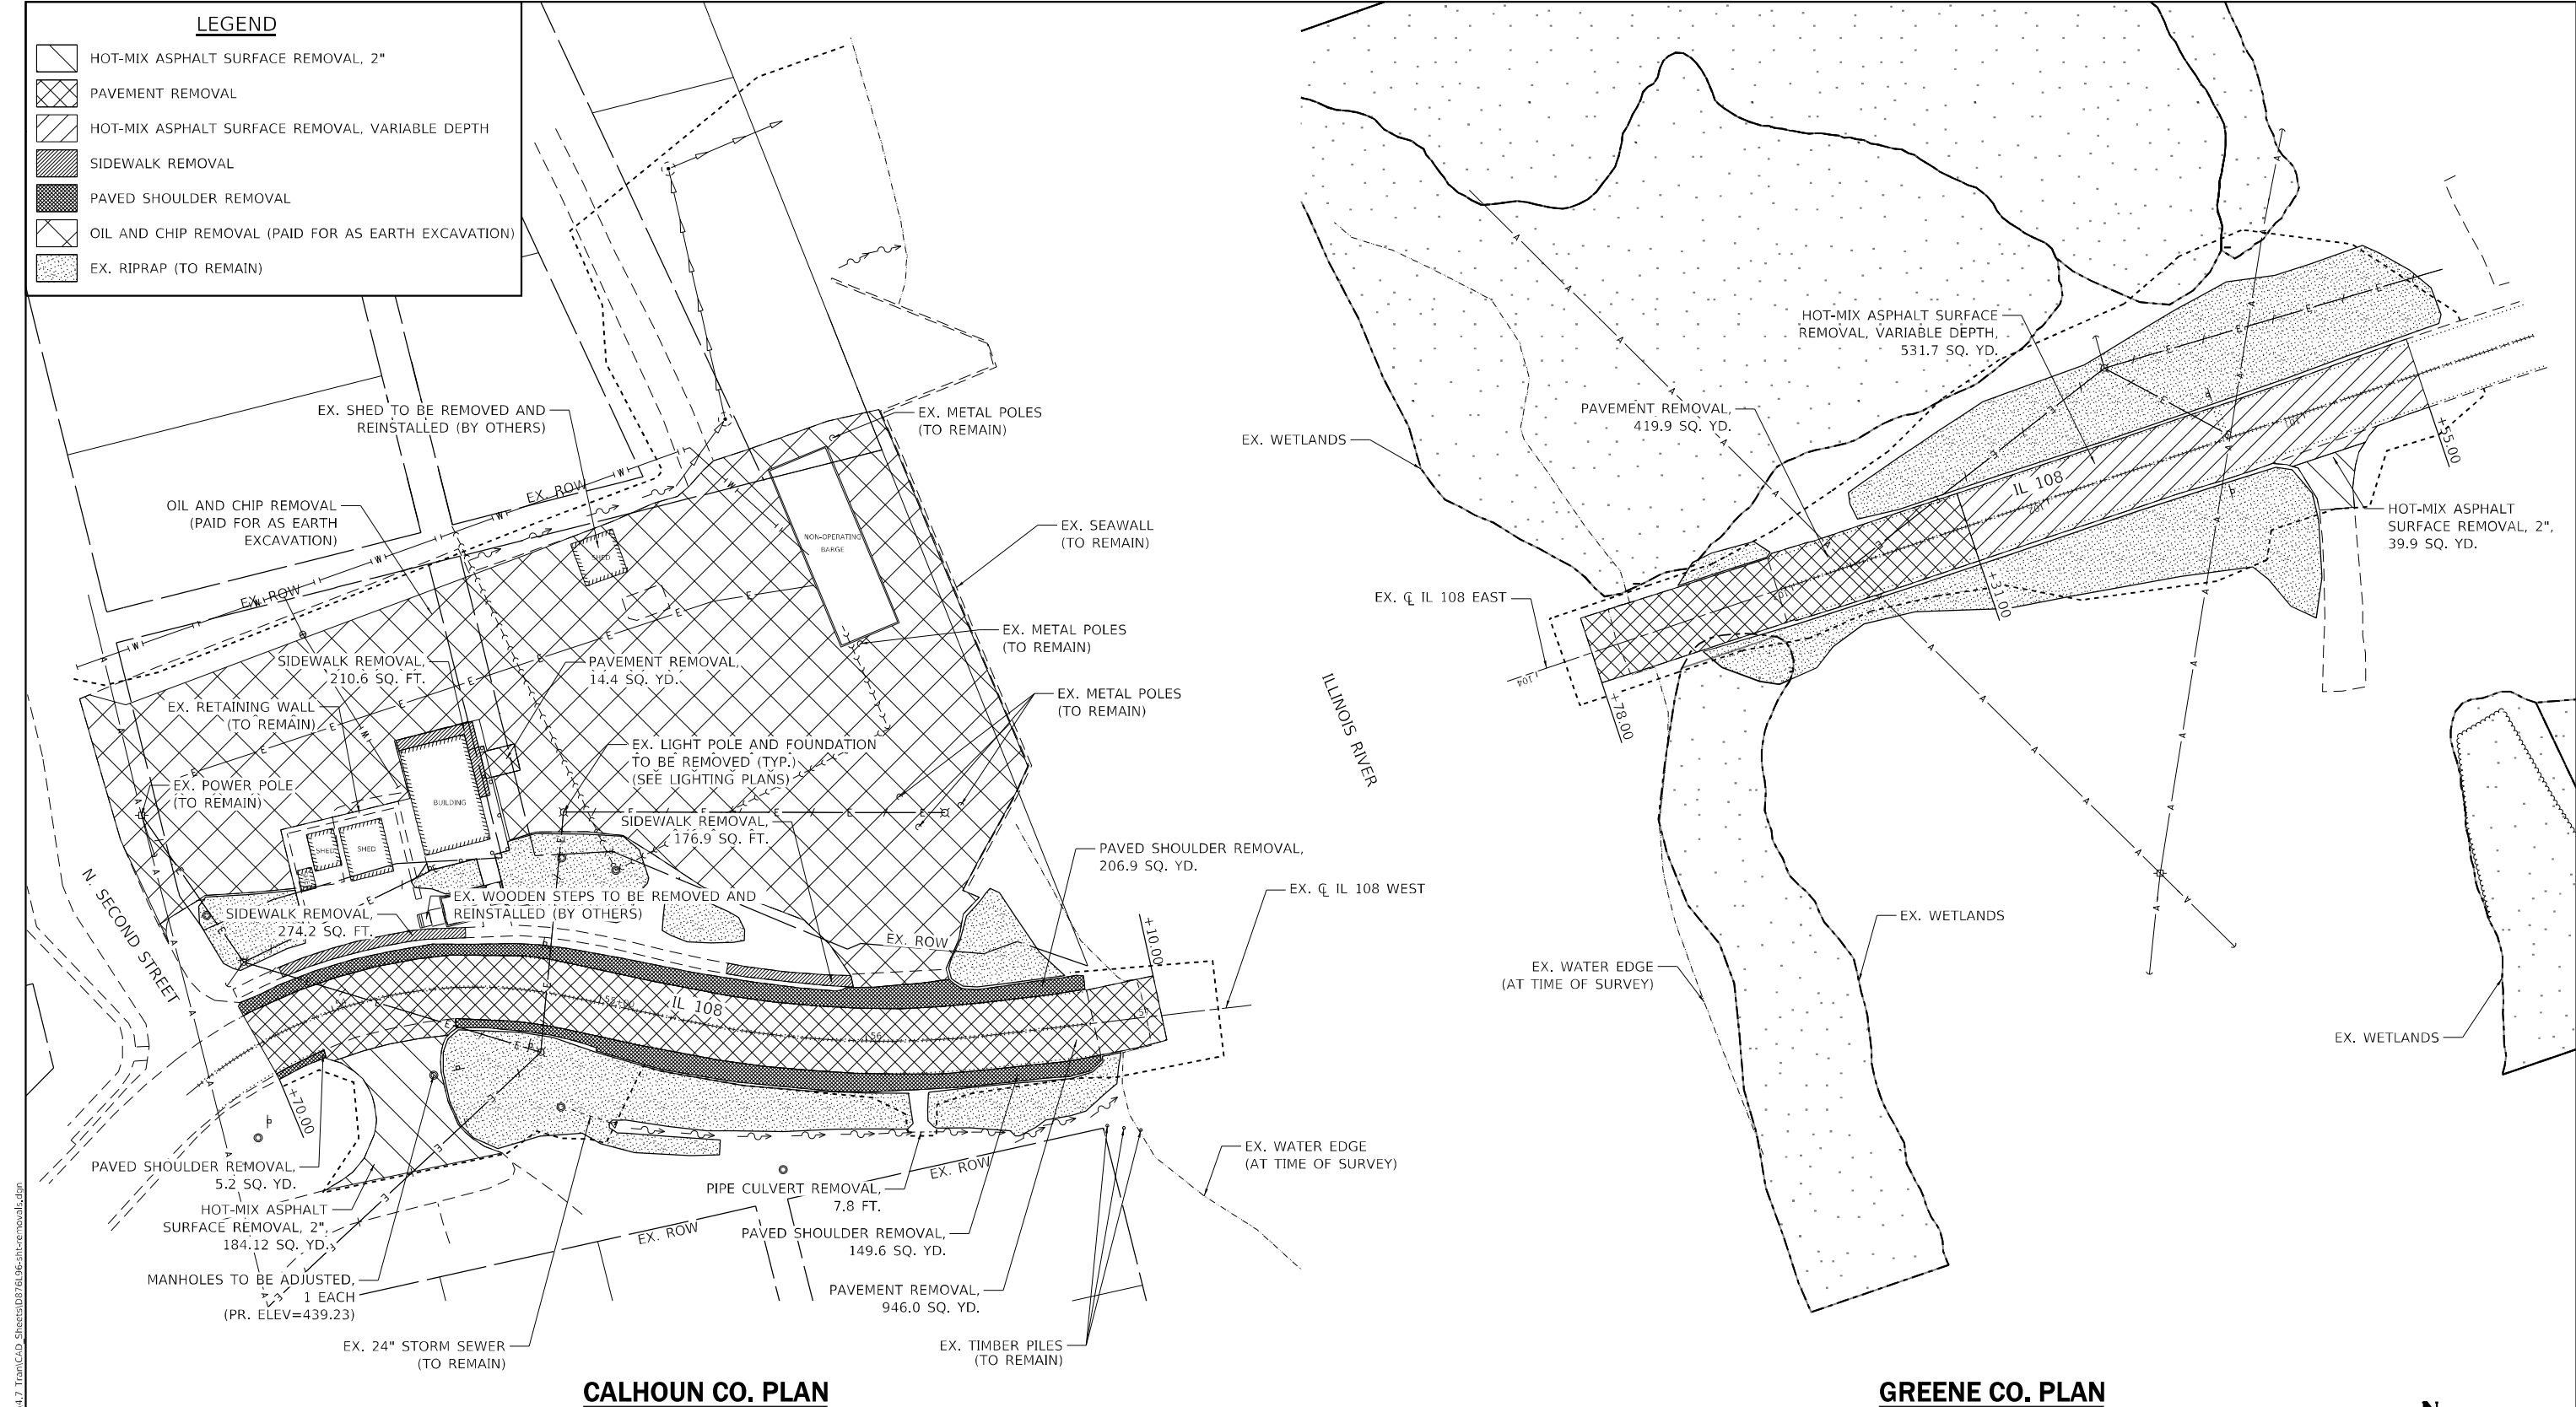 LEGEND
HOT-MIX ASPHALT SURFACE REMOVAL, 2"
PAVEMENT REMOVAL
HOT-MIX ASPHALT SURFACE REMOVAL, VARIABLE DEPTH
SIDEWALK REMOVAL
PAVED SHOULDER REMOVAL
OIL AND CHIP REMOVAL (PAID FOR AS EARTH EXCAVATION)
EX. RIPRAP (TO REMAIN)
EX. SHED TO BE REMOVED AND
REINSTALLED (BY OTHERS)
EX. METAL POLES
(TO REMAIN)
EX. ROW
OIL AND CHIP REMOVAL
(PAID FOR AS EARTH
EXCAVATION)
NON-OPERATING
BARGE
SHED
EX. SEAWALL
(TO REMAIN)
EX. ROW
EX. METAL POLES
(TO REMAIN)
SIDEWALK REMOVAL,
210.6 SQ. FT.
PAVEMENT REMOVAL,
14.4 SQ. YD.
EX. METAL POLES
(TO REMAIN)
EX. RETAINING WALL
(TO REMAIN)
EX. LIGHT POLE AND FOUNDATION
TO BE REMOVED (TYP.)
(SEE LIGHTING PLANS)
EX. POWER POLE
(TO REMAIN)
BUILDING
SIDEWALK REMOVAL,
176.9 SQ. FT.
SHED
SHED
PAVED SHOULDER REMOVAL,
206.9 SQ. YD.
EX. ℄ IL 108 WEST
N. SECOND STREET
EX. WOODEN STEPS TO BE REMOVED AND
REINSTALLED (BY OTHERS)
SIDEWALK REMOVAL,
274.2 SQ. FT.
EX. ROW
+10.00
IL 108
56
+70.00
PAVED SHOULDER REMOVAL,
5.2 SQ. YD.
HOT-MIX ASPHALT
SURFACE REMOVAL, 2",
184.12 SQ. YD.
MANHOLES TO BE ADJUSTED,
1 EACH
(PR. ELEV=439.23)
EX. 24" STORM SEWER
(TO REMAIN)
EX. ROW
PIPE CULVERT REMOVAL,
7.8 FT.
EX. ROW
PAVED SHOULDER REMOVAL,
149.6 SQ. YD.
PAVEMENT REMOVAL,
946.0 SQ. YD.
EX. TIMBER PILES
(TO REMAIN)
EX. WATER EDGE
(AT TIME OF SURVEY)
CALHOUN CO. PLAN
ILLINOIS RIVER
HOT-MIX ASPHALT SURFACE
REMOVAL, VARIABLE DEPTH,
531.7 SQ. YD.
PAVEMENT REMOVAL,
419.9 SQ. YD.
EX. WETLANDS
+55.00
IL 108
HOT-MIX ASPHALT
SURFACE REMOVAL, 2",
39.9 SQ. YD.
EX. ℄ IL 108 EAST
+31.00
104
+78.00
EX. WETLANDS
EX. WATER EDGE
(AT TIME OF SURVEY)
EX. WETLANDS
GREENE CO. PLAN
N